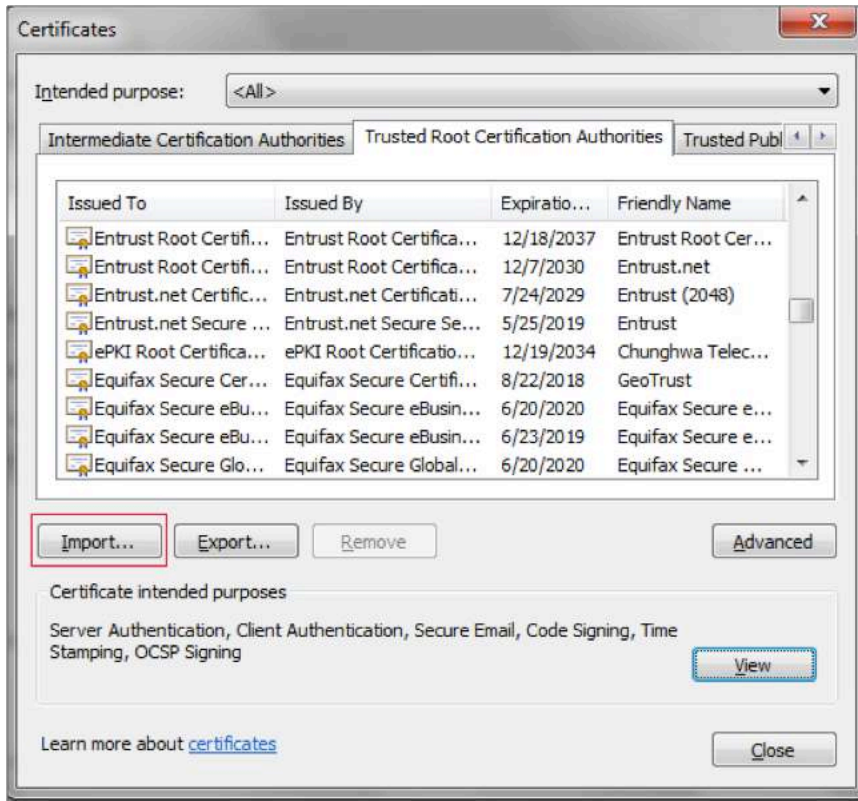 Certificates
Intended purpose: <All>
Intermediate Certification Authorities Trusted Root Certification Authorities Trusted Publ
Issued To Issued By Expiratio... Friendly Name
Entrust Root Certifi... Entrust Root Certifica... 12/18/2037 Entrust Root Cer...
Entrust Root Certifi... Entrust Root Certifica... 12/7/2030 Entrust.net
Entrust.net Certific... Entrust.net Certificati... 7/24/2029 Entrust (2048)
Entrust.net Secure ... Entrust.net Secure Se... 5/25/2019 Entrust
ePKI Root Certifica... ePKI Root Certificatio... 12/19/2034 Chunghwa Telec...
Equifax Secure Cer... Equifax Secure Certifi... 8/22/2018 GeoTrust
Equifax Secure eBu... Equifax Secure eBusin... 6/20/2020 Equifax Secure e...
Equifax Secure eBu... Equifax Secure eBusin... 6/23/2019 Equifax Secure e...
Equifax Secure Glo... Equifax Secure Global... 6/20/2020 Equifax Secure ...
Import... Export... Remove Advanced
Certificate intended purposes
Server Authentication, Client Authentication, Secure Email, Code Signing, Time
Stamping, OCSP Signing
View
Learn more about certificates
Close